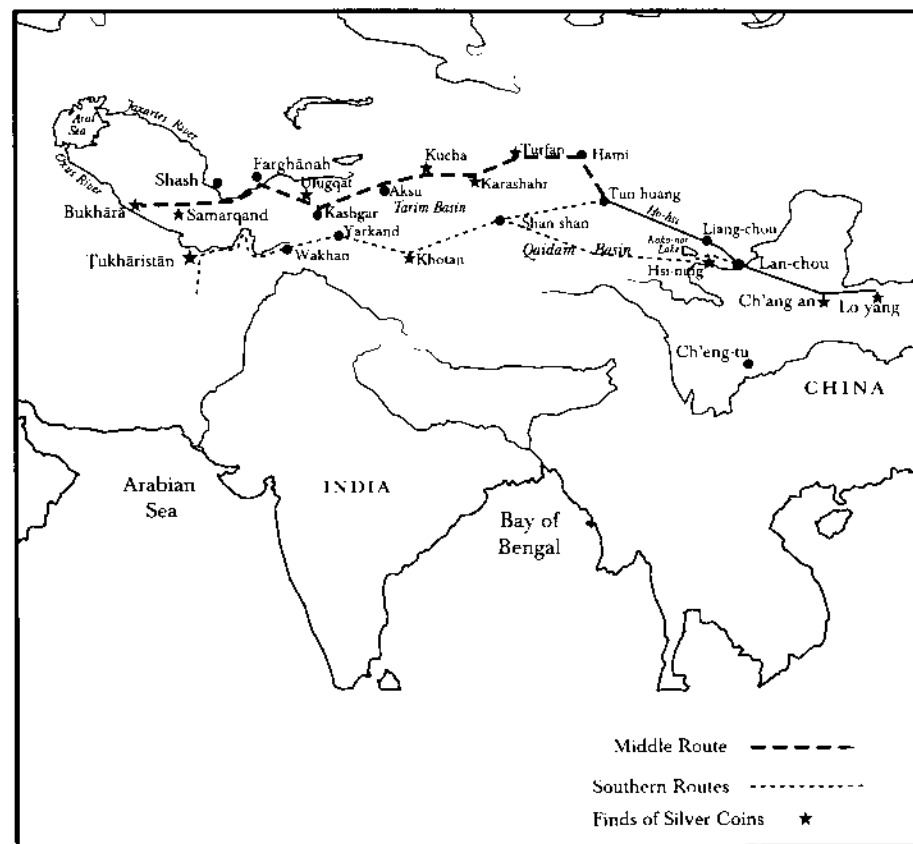 Aral
Sea
Jaxartes River
Oxus River
Shash
Farghānah
Bukhārā
Samarqand
Tukhāristān
Ulugqat
Kashgar
Yarkand
Wakhan
Kucha
Aksu
Tarim Basin
Karashahr
Khotan
Turfan
Hami
Tun huang
Shan shan
Qaidam Basin
Ho-hsi
Liang-chou
Koko-nor
Lake
Hsi-ning
Lan-chou
Ch'ang an
Lo yang
Ch'eng-tu
CHINA
Arabian
Sea
INDIA
Bay of
Bengal
Middle Route
Southern Routes
Finds of Silver Coins